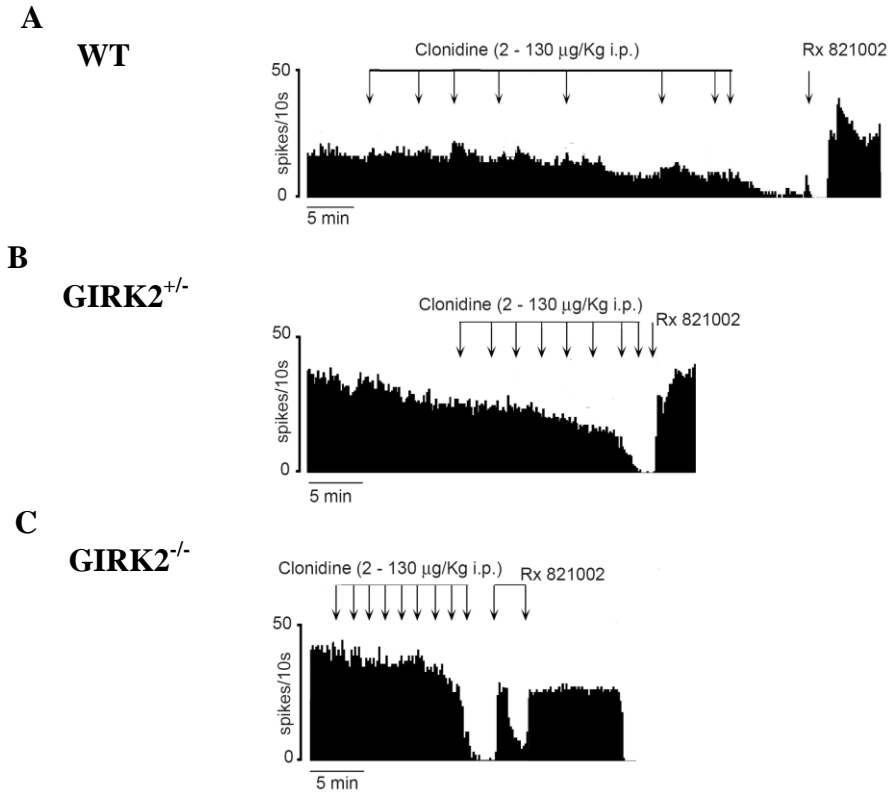 A
WT
Clonidine (2 - 130 μg/Kg i.p.)
Rx 821002
50
spikes/10s
0
5 min
B
GIRK2+/-
Clonidine (2 - 130 μg/Kg i.p.)
Rx 821002
50
spikes/10s
0
5 min
C
GIRK2-/-
Clonidine (2 - 130 μg/Kg i.p.)
Rx 821002
50
spikes/10s
0
5 min